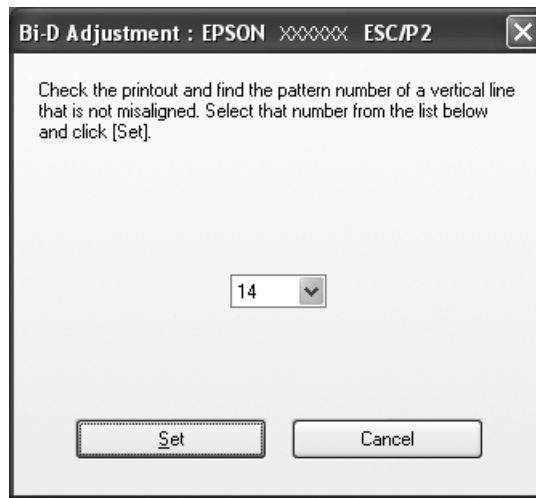 Bi-D Adjustment : EPSON XXXXXX ESC/P2
Check the printout and find the pattern number of a vertical line
that is not misaligned. Select that number from the list below
and click [Set].
14
Set
Cancel